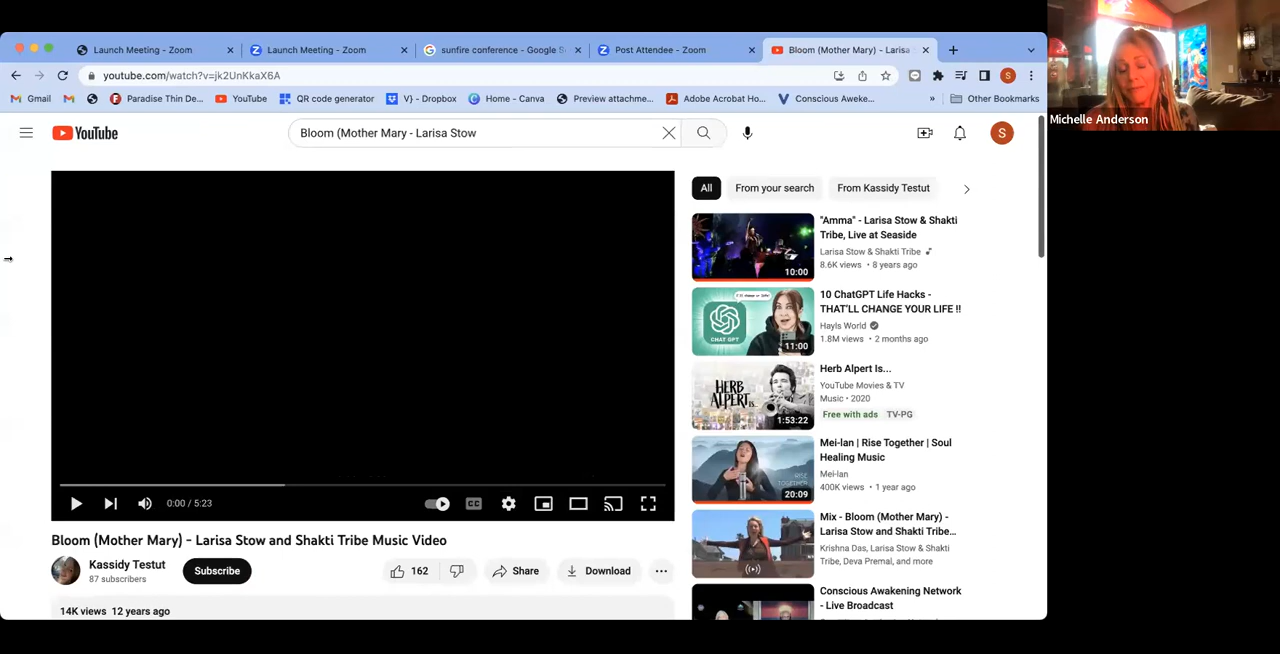 Launch Meeting - Zoom
Launch Meeting - Zoom
sunfire conference - Google S
Post Attendee - Zoom
Bloom (Mother Mary) - Larisa
youtube.com/watch?v=jk2UnKkaX6A
S
Gmail
Paradise Thin De...
YouTube
QR code generator
V} - Dropbox
Home - Canva
Preview attachme...
Adobe Acrobat Ho...
Conscious Aweke...
»
Other Bookmarks
Michelle Anderson
YouTube
Bloom (Mother Mary - Larisa Stow
S
All
From your search
From Kassidy Testut
"Amma" - Larisa Stow & Shakti
Tribe, Live at Seaside
Larisa Stow & Shakti Tribe
8.6K views • 8 years ago
10:00
10 ChatGPT Life Hacks -
THAT'LL CHANGE YOUR LIFE !!
Hayls World
1.8M views • 2 months ago
CHAT GPT
11:00
Herb Alpert Is...
YouTube Movies & TV
Music • 2020
Free with ads TV-PG
HERB
ALPERT IS...
1:53:22
Mei-lan | Rise Together | Soul
Healing Music
Mei-lan
400K views • 1 year ago
RISE
TOGETHER
20:09
Mix - Bloom (Mother Mary) -
Larisa Stow and Shakti Tribe...
Krishna Das, Larisa Stow & Shakti
Tribe, Deva Premal, and more
Conscious Awakening Network
- Live Broadcast
0:00 / 5:23
CC
Bloom (Mother Mary) - Larisa Stow and Shakti Tribe Music Video
Kassidy Testut
87 subscribers
Subscribe
162
Share
Download
14K views 12 years ago